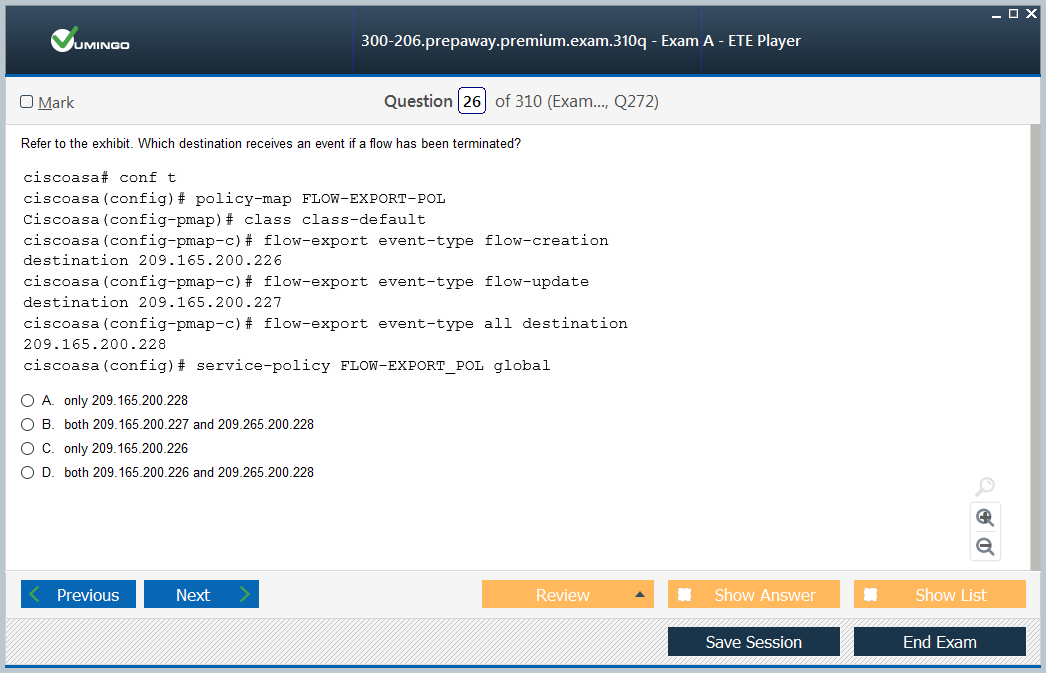 VUMINGO
300-206.prepaway.premium.exam.310q - Exam A - ETE Player
Mark
Question 26 of 310 (Exam..., Q272)
Refer to the exhibit. Which destination receives an event if a flow has been terminated?
ciscoasa# conf t
ciscoasa(config)# policy-map FLOW-EXPORT-POL
Ciscoasa(config-pmap)# class class-default
ciscoasa(config-pmap-c)# flow-export event-type flow-creation
destination 209.165.200.226
ciscoasa(config-pmap-c)# flow-export event-type flow-update
destination 209.165.200.227
ciscoasa(config-pmap-c)# flow-export event-type all destination
209.165.200.228
ciscoasa(config)# service-policy FLOW-EXPORT_POL global
A. only 209.165.200.228
B. both 209.165.200.227 and 209.265.200.228
C. only 209.165.200.226
D. both 209.165.200.226 and 209.265.200.228
Previous Next Review Show Answer Show List
Save Session End Exam